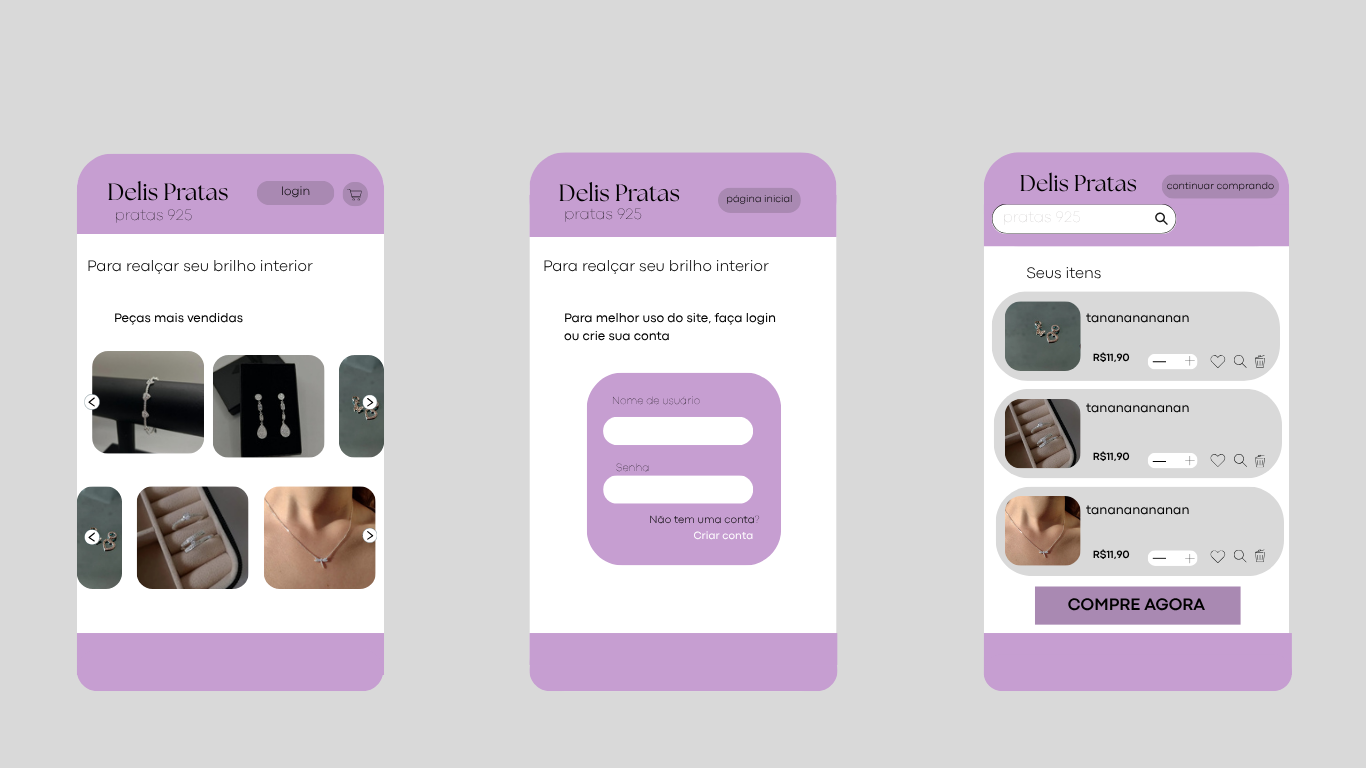 Delis Pratas
login
pratas 925
Para realçar seu brilho interior
Peças mais vendidas
Delis Pratas
página inicial
pratas 925
Para realçar seu brilho interior
Para melhor uso do site, faça login
ou crie sua conta
Nome de usuário
Senha
Não tem uma conta?
Criar conta
Delis Pratas
continuar comprando
pratas 925
Seus itens
tananananaban
R$11,90
tananananaban
R$11,90
tananananaban
R$11,90
COMPRE AGORA